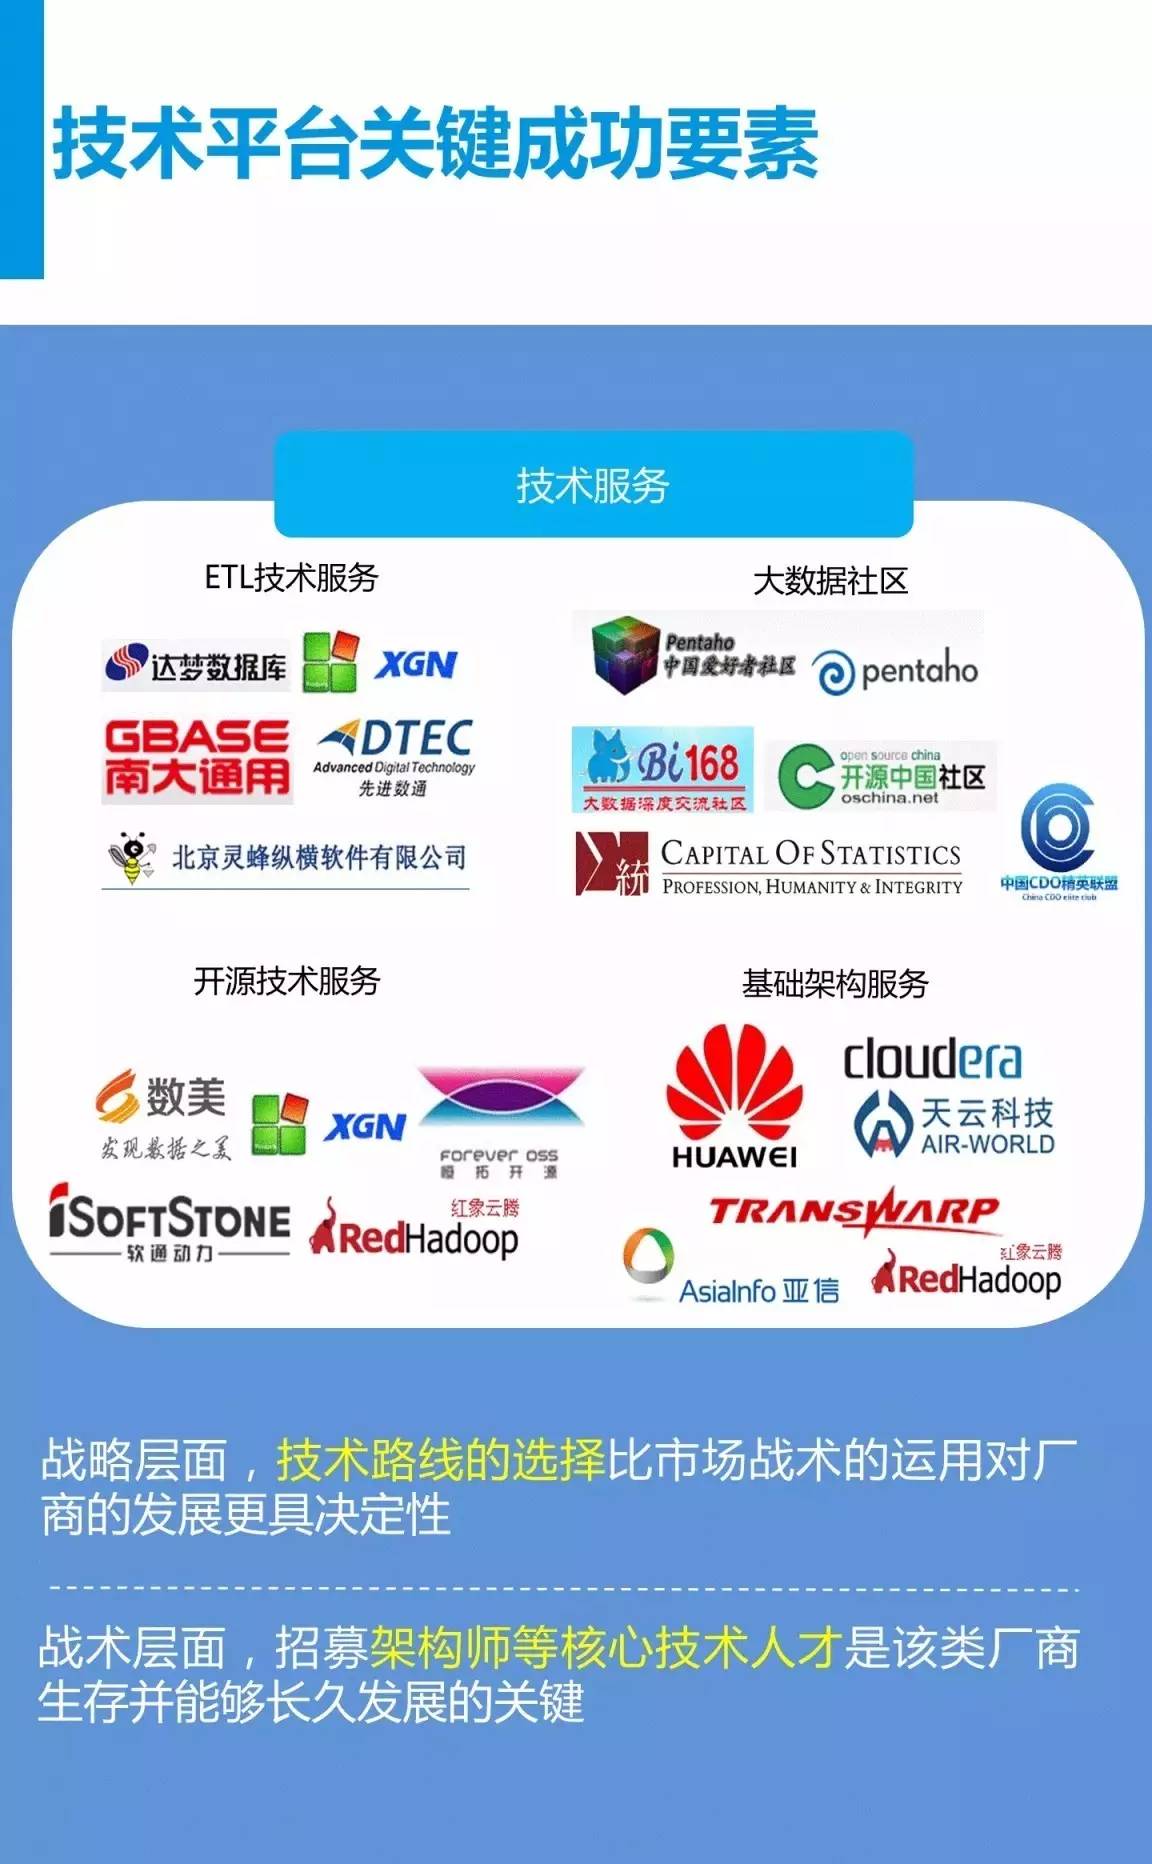 技术平台关键成功要素
技术服务
ETL技术服务
达梦数据库
XGN
GBASE
南大通用
ADTEC
Advanced Digital Technology
先进数通
北京灵蜂纵横软件有限公司
大数据社区
Pentaho
中国爱好者社区
pentaho
Bi168
大数据深度交流社区
open source china
开源中国社区
oschina.net
統
CAPITAL OF STATISTICS
PROFESSION, HUMANITY & INTEGRITY
中国CDO精英联盟
China CDO elite club
开源技术服务
数美
发现数据之美
XGN
FOREVER OSS
恒拓开源
iSOFTSTONE
软通动力
红象云腾
RedHadoop
基础架构服务
HUAWEI
cloudera
天云科技
AIR-WORLD
TRANSWARP
AsiaInfo 亚信
红象云腾
RedHadoop
战略层面，技术路线的选择比市场战术的运用对厂
商的发展更具决定性
战术层面，招募架构师等核心技术人才是该类厂商
生存并能够长久发展的关键